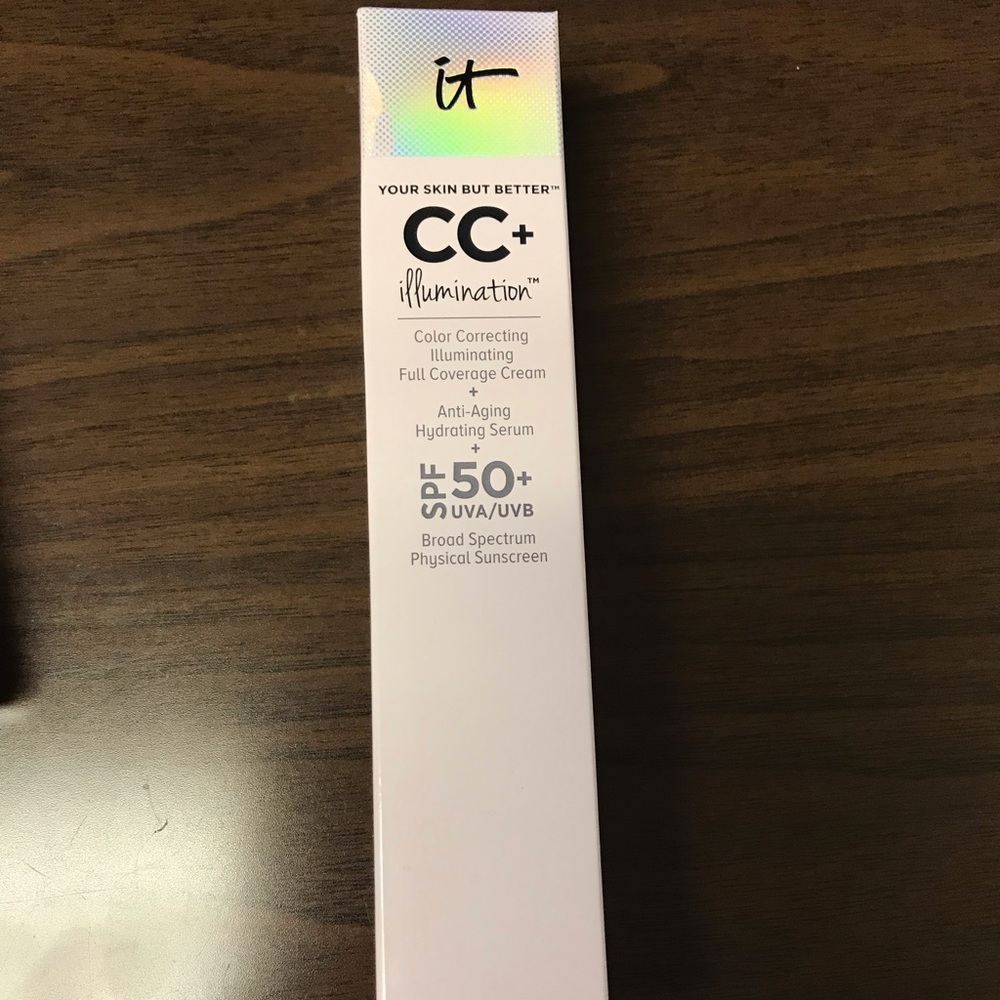 it
YOUR SKIN BUT BETTER™
CC+
illumination™
Color Correcting
Illuminating
Full Coverage Cream
+
Anti-Aging
Hydrating Serum
+
SPF 50+
UVA/UVB
Broad Spectrum
Physical Sunscreen